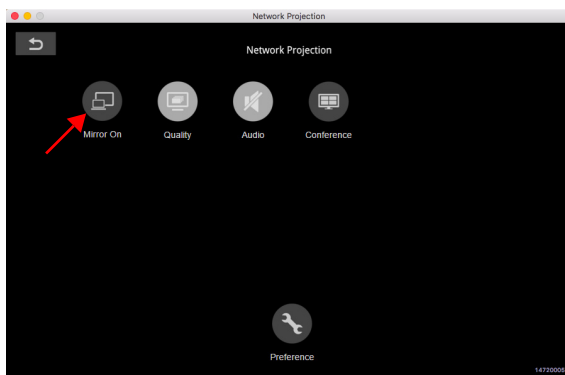 Network Projection
Network Projection
Mirror On
Quality
Audio
Conference
Preference
14720005